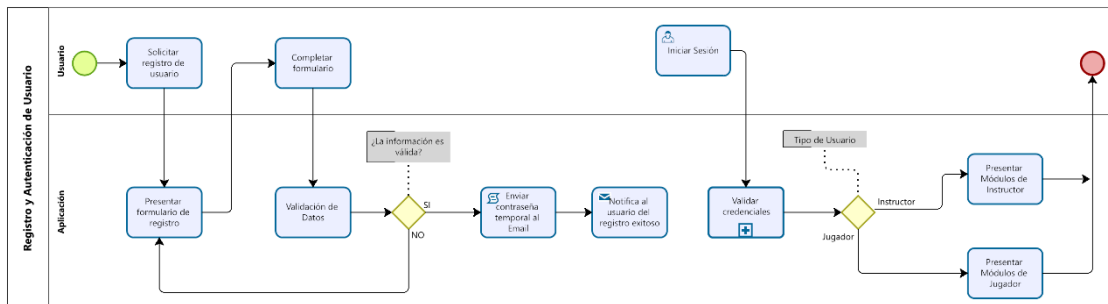 Registro y Autenticación de Usuario
Usuario
Solicitar
registro de
usuario
Completar
formulario
Iniciar Sesión
Aplicación
Presentar
formulario de
registro
Validación de
Datos
¿La información es
válida?
SI
NO
Enviar
contraseña
temporal al
Email
Notifica al
usuario del
registro exitoso
Validar
credenciales
Tipo de Usuario
Instructor
Jugador
Presentar
Módulos de
Instructor
Presentar
Módulos de
Jugador